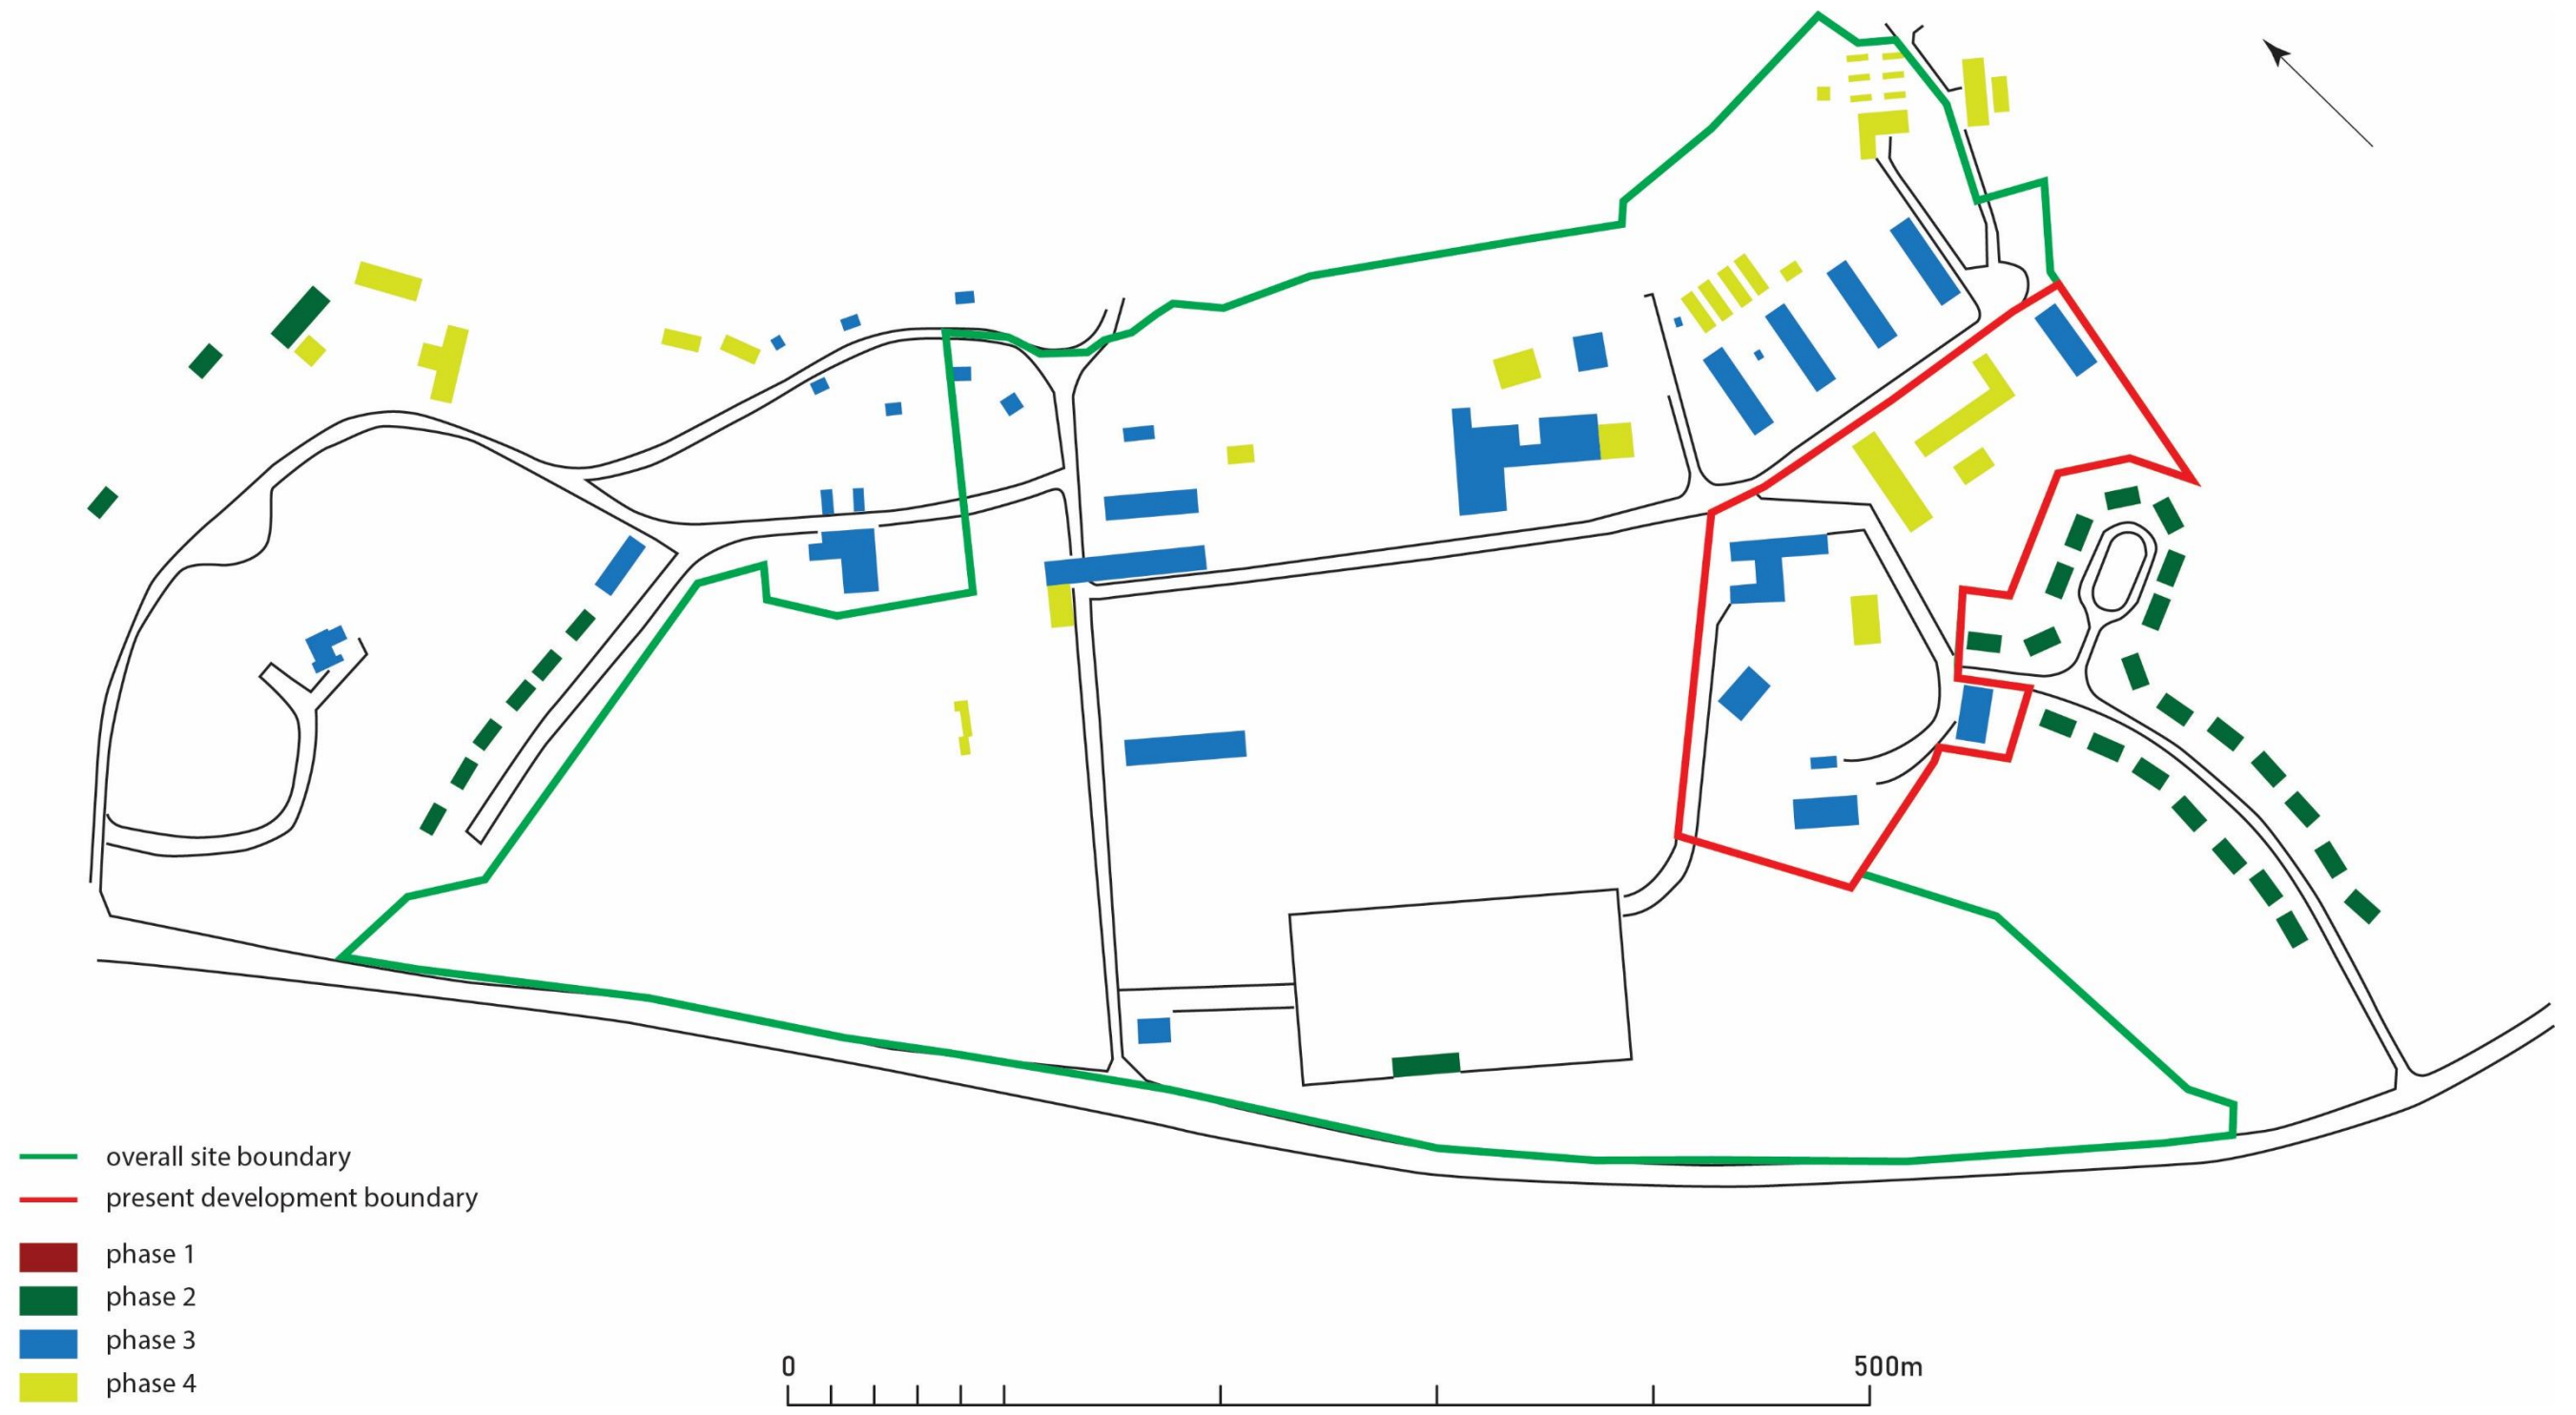 overall site boundary
present development boundary
phase 1
phase 2
phase 3
phase 4
0 500m